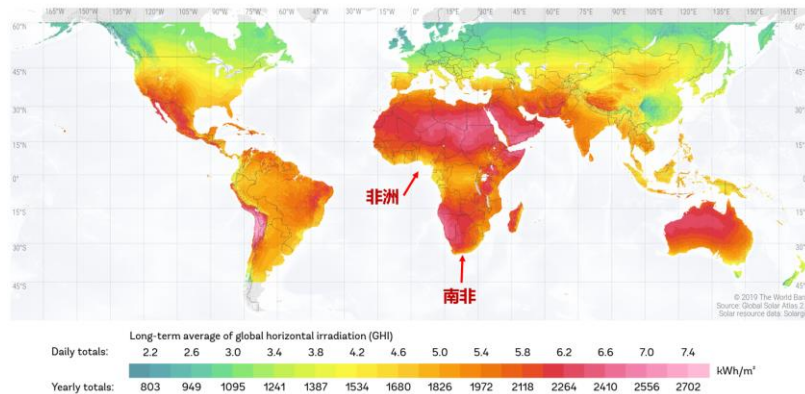 165°W 150°W 135°W 120°W 105°W 90°W 75°W 60°W 45°W 30°W 15°W 0° 15°E 30°E 45°E 60°E 75°E 90°E 105°E 120°E 135°E 150°E 165°E
60°N
45°N
30°N
15°N
0°
15°S
30°S
45°S
非洲
南非
© 2019 The World Ban
Source: Global Solar Atlas 2.
Solar resource data: Solargi
Long-term average of global horizontal irradiation (GHI)
Daily totals: 2.2 2.6 3.0 3.4 3.8 4.2 4.6 5.0 5.4 5.8 6.2 6.6 7.0 7.4
kWh/m²
Yearly totals: 803 949 1095 1241 1387 1534 1680 1826 1972 2118 2264 2410 2556 2702